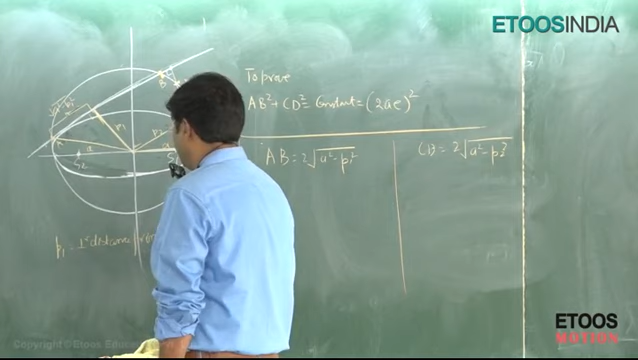 ETOOSINDIA
To prove
AB² + CD² = Constant = (2ae)²
AB = 2√(a² - p₁²)
CD = 2√(a² - p₂²)
p₁ = ⊥r distance from
ETOOS
MOTION
Copyright © Etoos